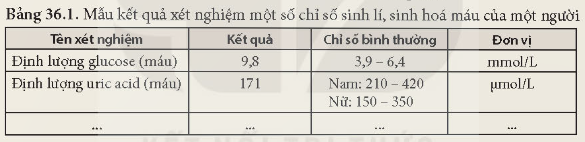 Bảng 36.1. Mẫu kết quả xét nghiệm một số chỉ số sinh lí, sinh hoá máu của một người
Tên xét nghiệm Kết quả Chỉ số bình thường Đơn vị
Định lượng glucose (máu) 9,8 3,9 – 6,4 mmol/L
Định lượng uric acid (máu) 171 Nam: 210 – 420 μmol/L
Nữ: 150 – 350
... ... ... ...